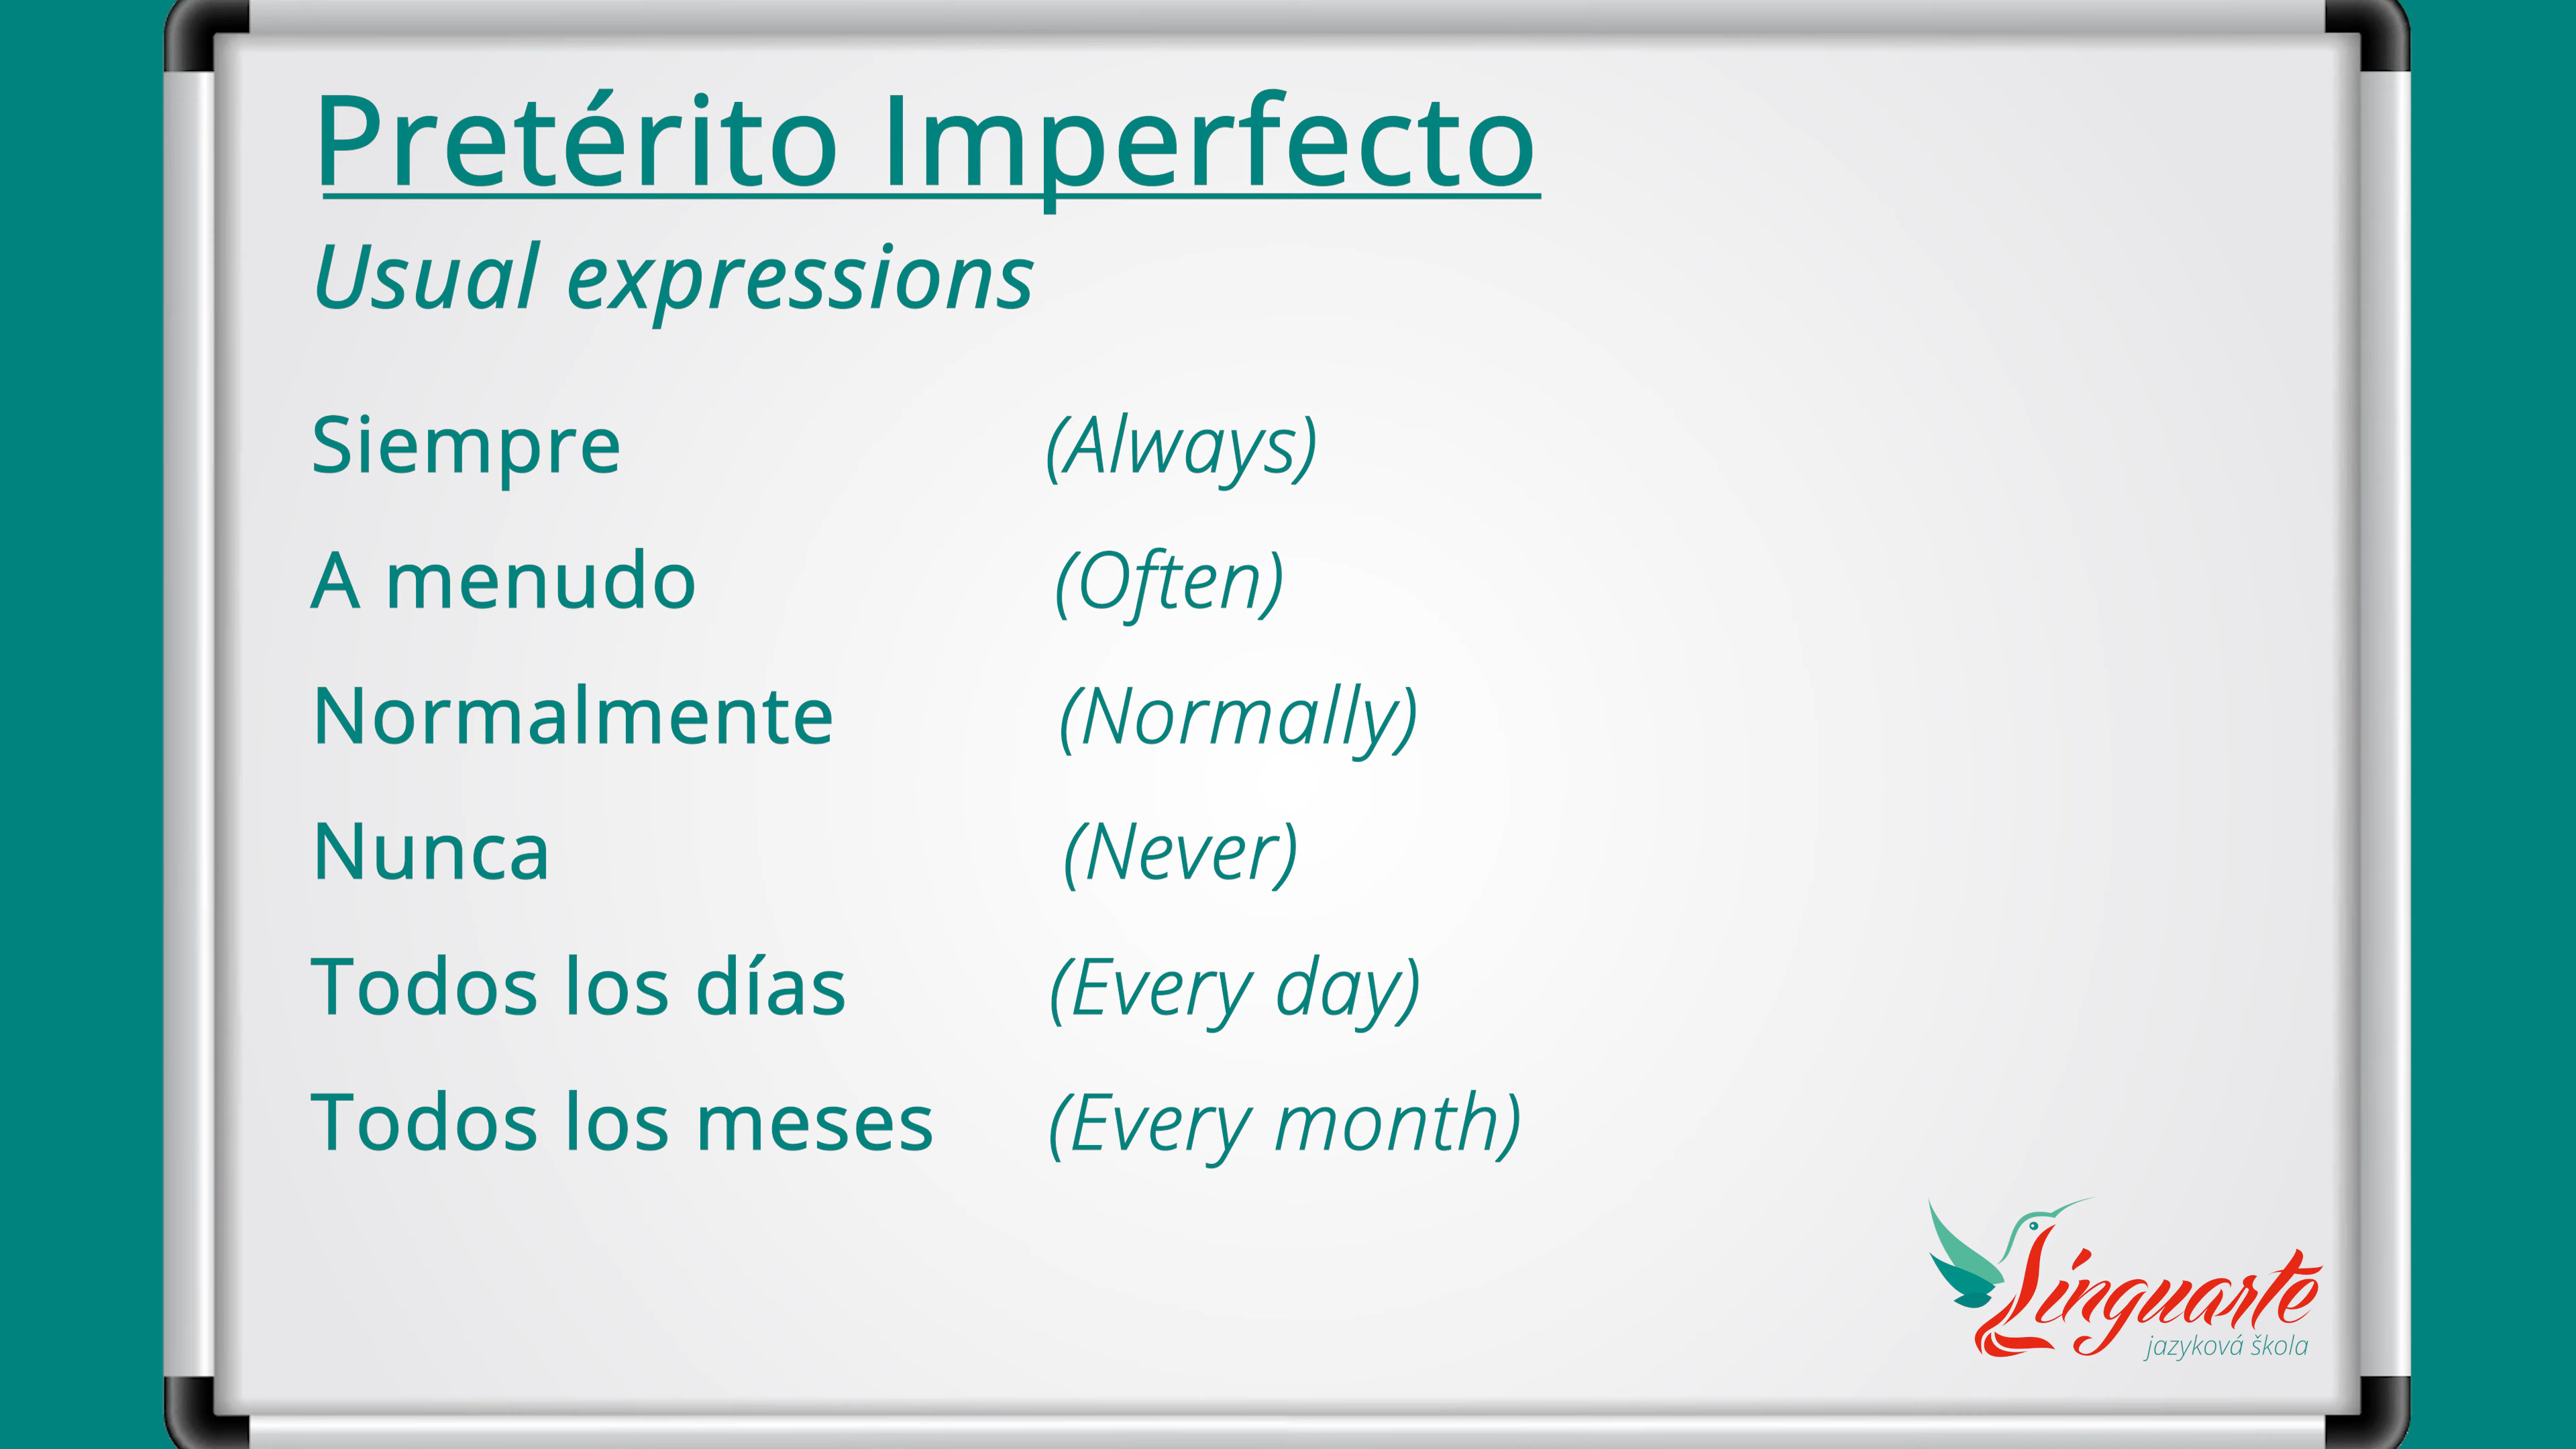 Pretérito Imperfecto
Usual expressions
Siempre (Always)
A menudo (Often)
Normalmente (Normally)
Nunca (Never)
Todos los días (Every day)
Todos los meses (Every month)
Linguarte
jazyková škola